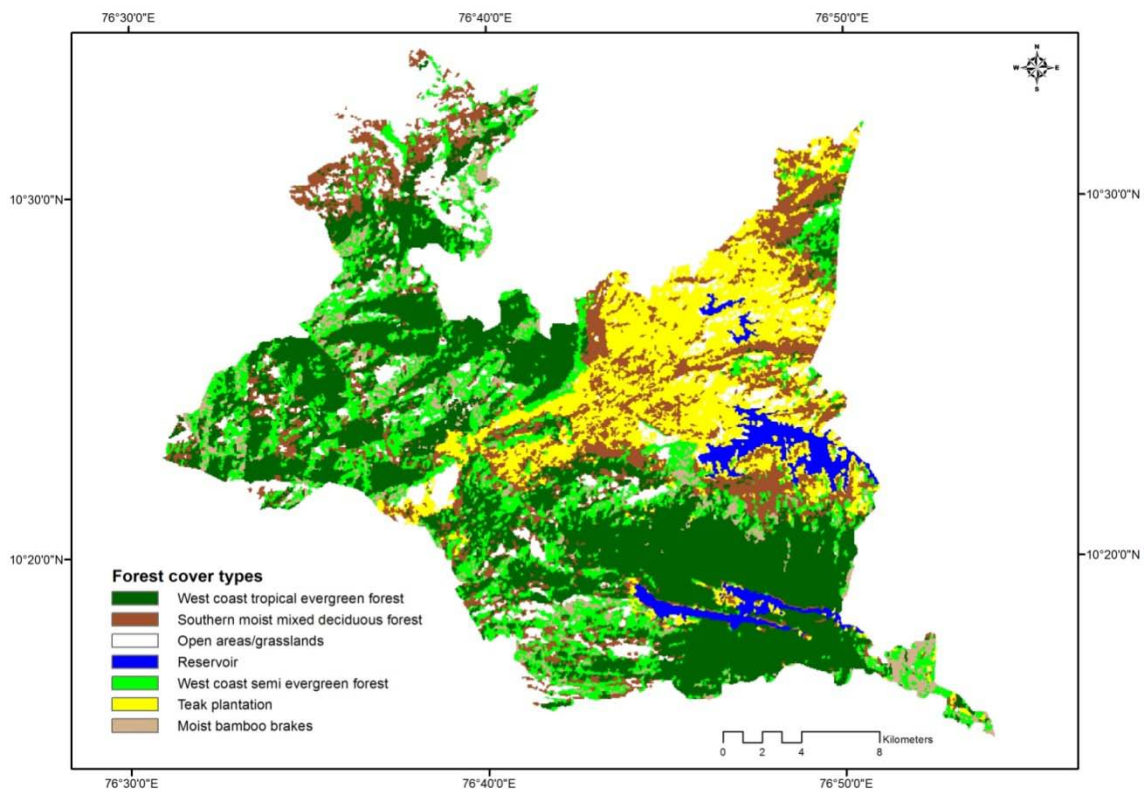 76°30'0"E 76°40'0"E 76°50'0"E
N
W E
S
10°30'0"N 10°30'0"N
10°20'0"N 10°20'0"N
Forest cover types
West coast tropical evergreen forest
Southern moist mixed deciduous forest
Open areas/grasslands
Reservoir
West coast semi evergreen forest
Teak plantation
Moist bamboo brakes
Kilometers
0 2 4 8
76°30'0"E 76°40'0"E 76°50'0"E